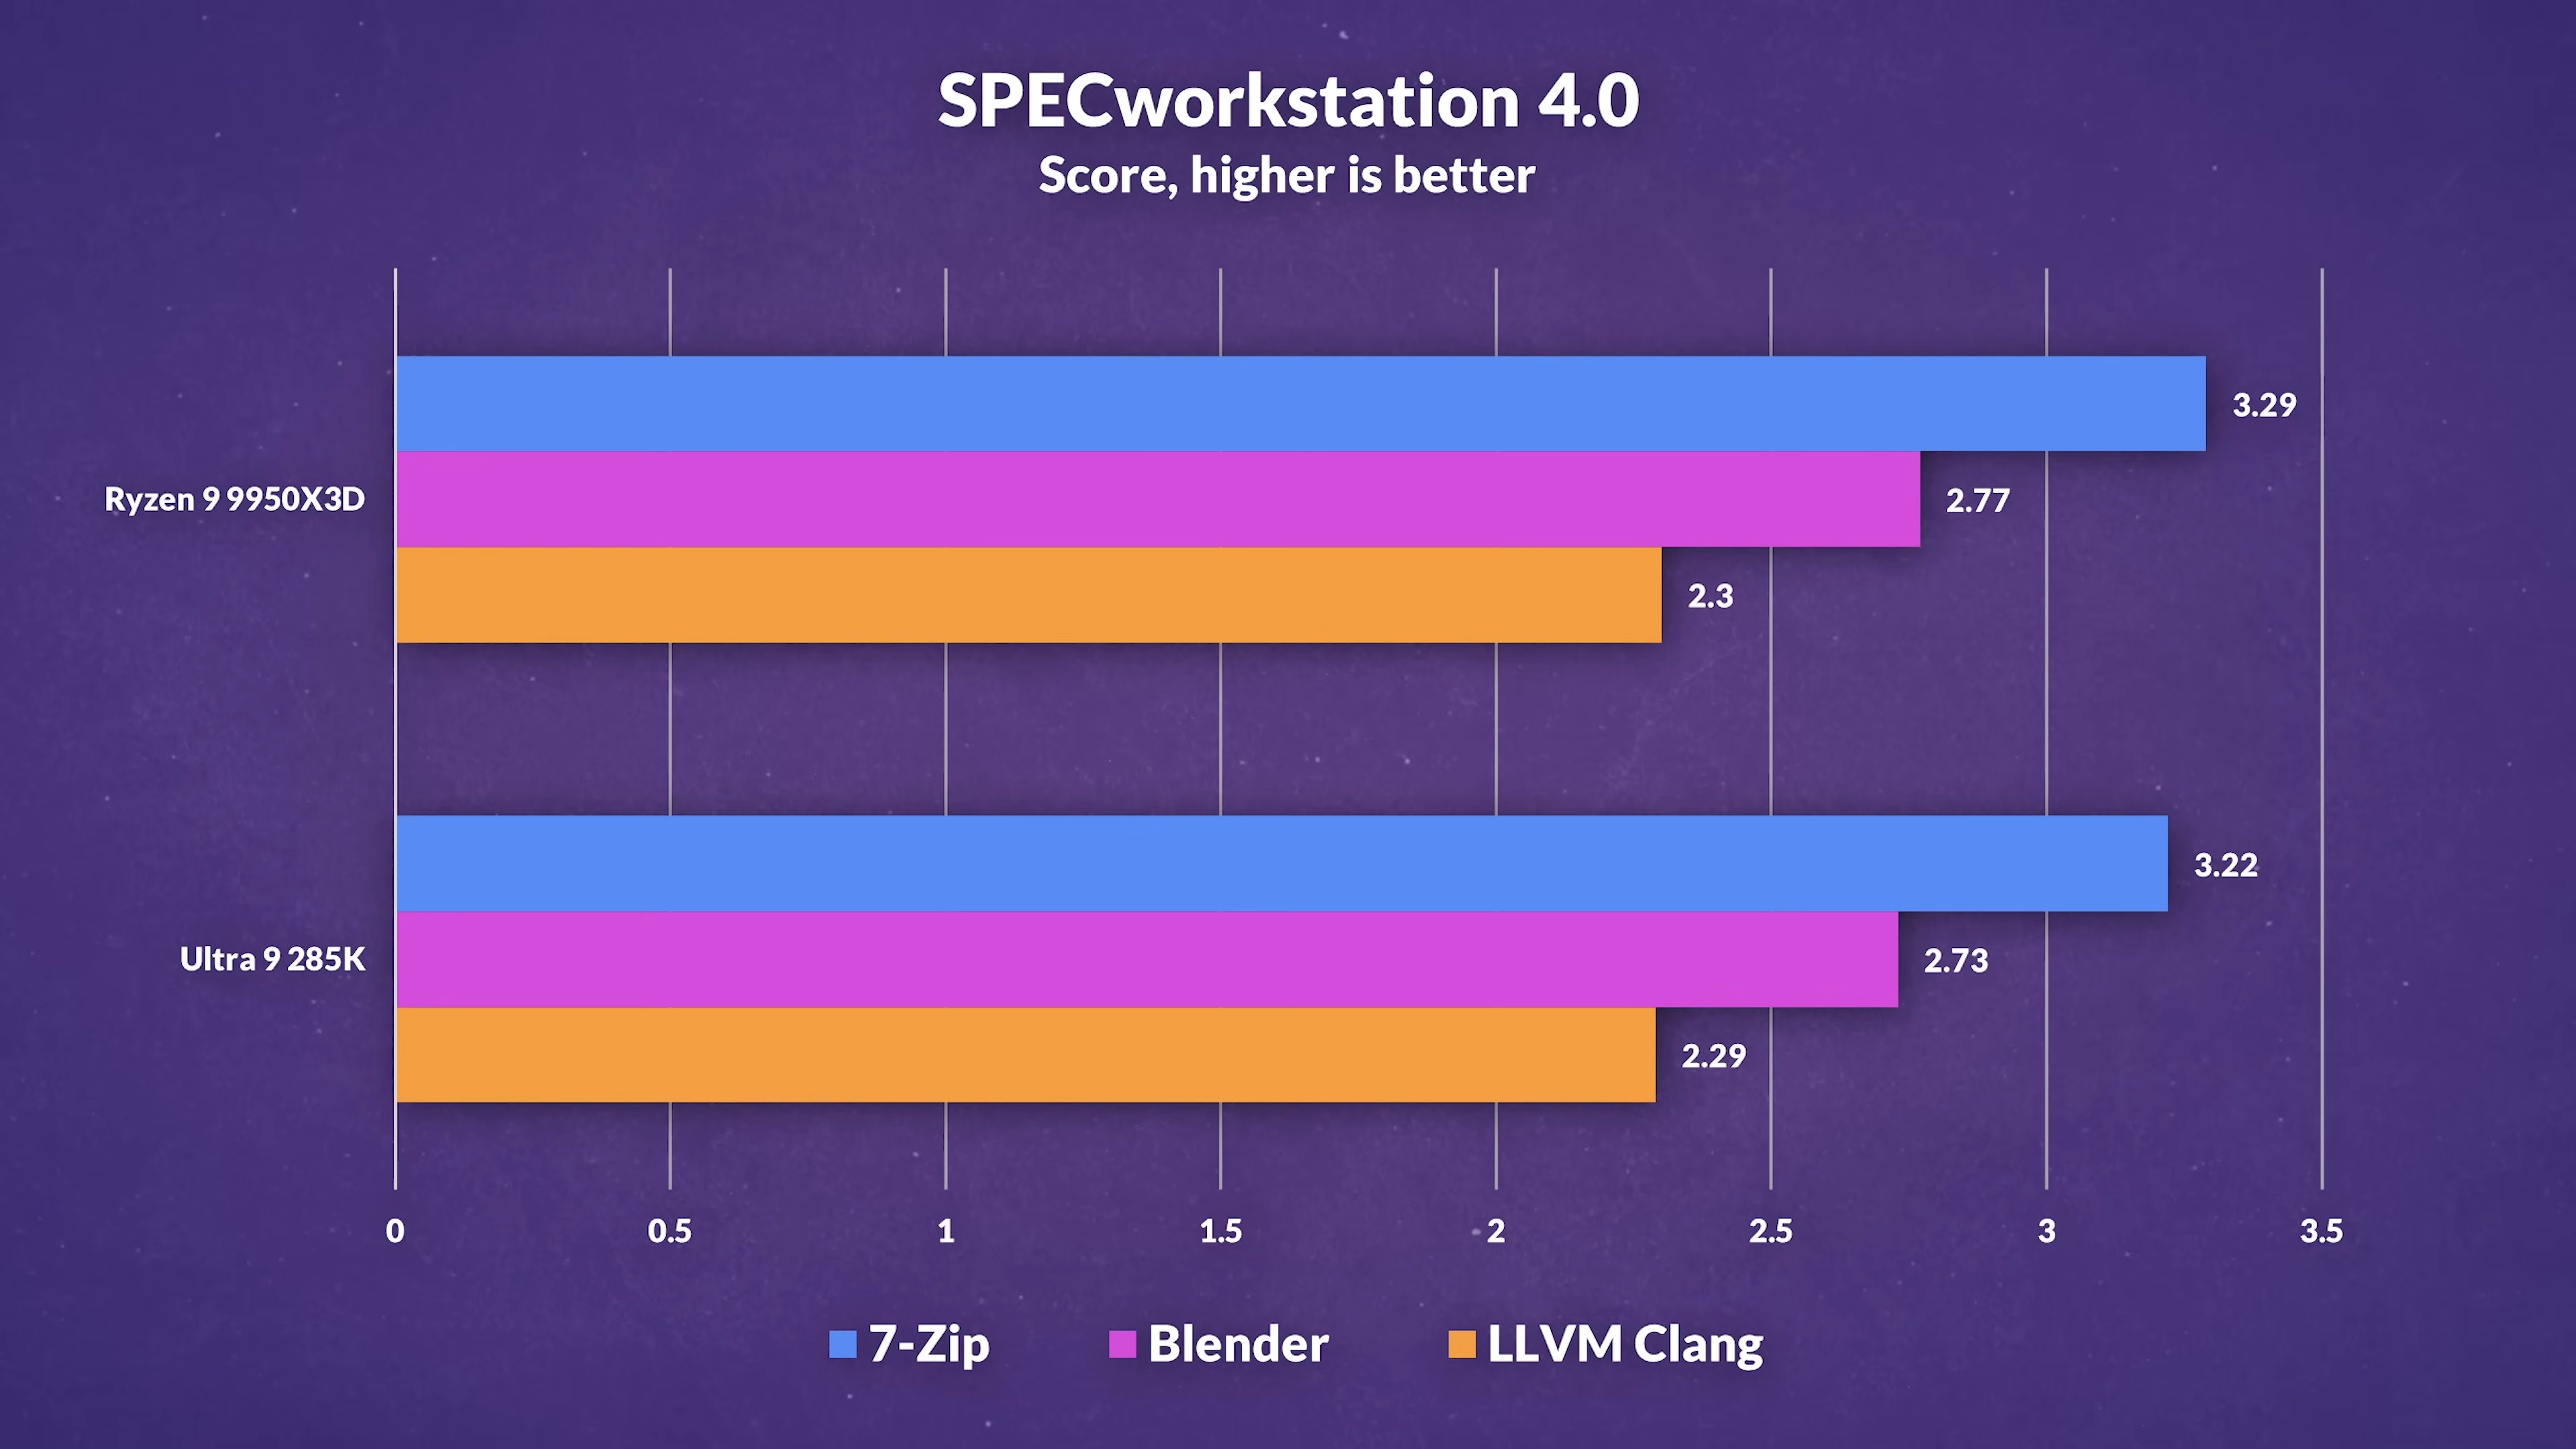 SPECworkstation 4.0
Score, higher is better
3.29
Ryzen 9 9950X3D
2.77
2.3
3.22
Ultra 9 285K
2.73
2.29
0 0.5 1 1.5 2 2.5 3 3.5
7-Zip Blender LLVM Clang